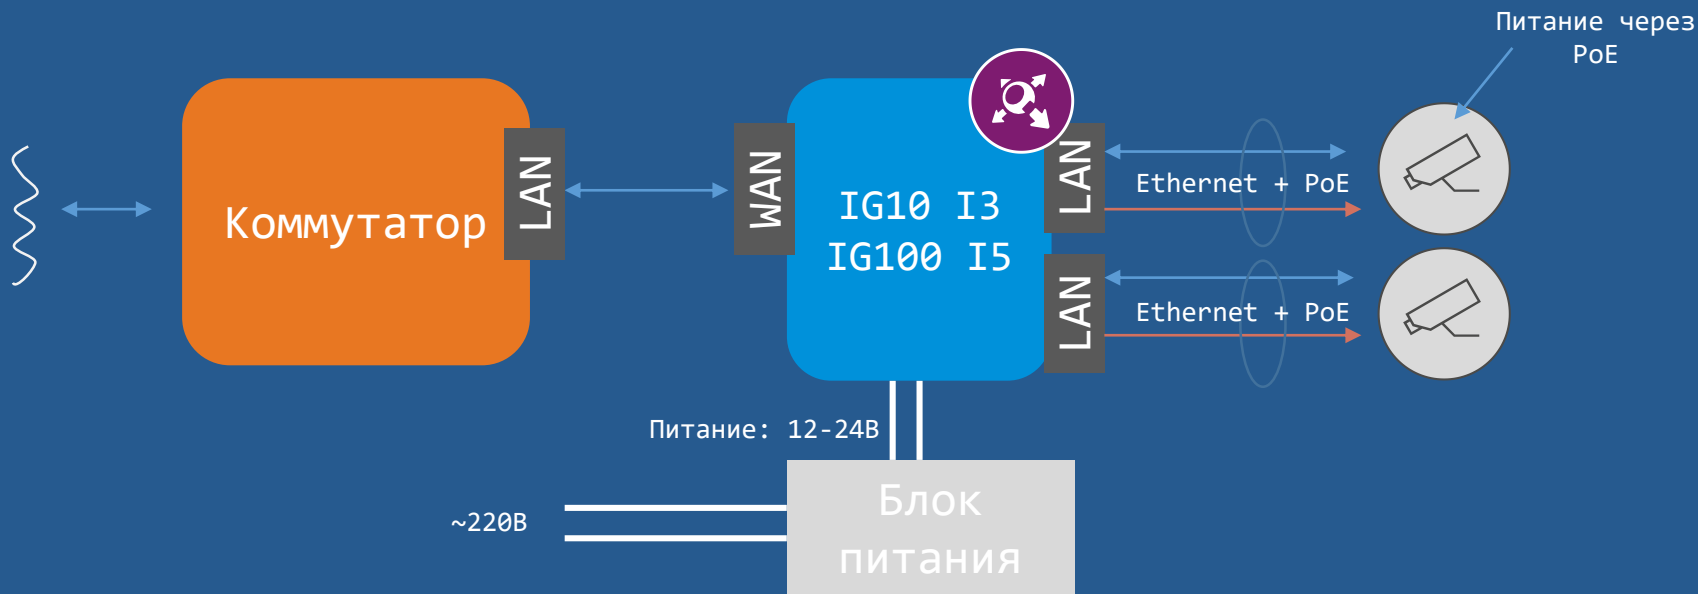 Питание через
PoE
Коммутатор
LAN
WAN
IG10 I3
IG100 I5
LAN
Ethernet + PoE
LAN
Ethernet + PoE
Питание: 12-24В
~220В
Блок
питания